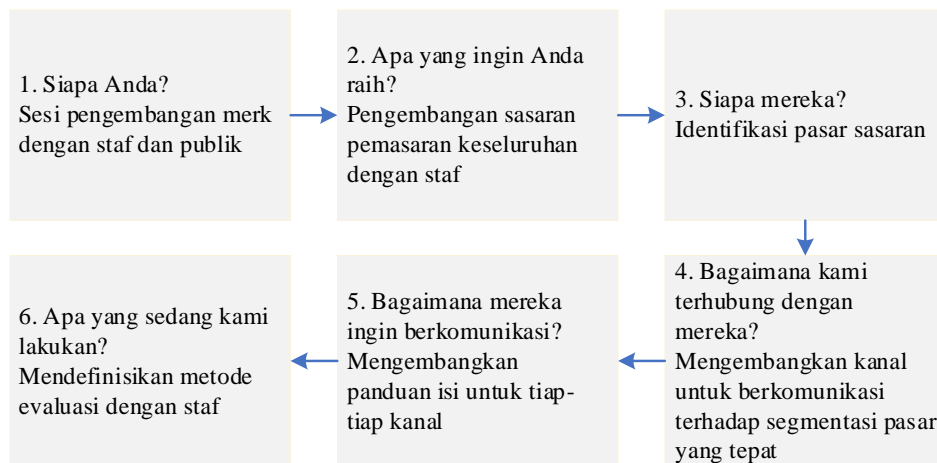 1. Siapa Anda?
Sesi pengembangan merk
dengan staf dan publik
2. Apa yang ingin Anda
raih?
Pengembangan sasaran
pemasaran keseluruhan
dengan staf
3. Siapa mereka?
Identifikasi pasar sasaran
4. Bagaimana kami
terhubung dengan
mereka?
Mengembangkan kanal
untuk berkomunikasi
terhadap segmentasi pasar
yang tepat
5. Bagaimana mereka
ingin berkomunikasi?
Mengembangkan
panduan isi untuk tiap-
tiap kanal
6. Apa yang sedang kami
lakukan?
Mendefinisikan metode
evaluasi dengan staf